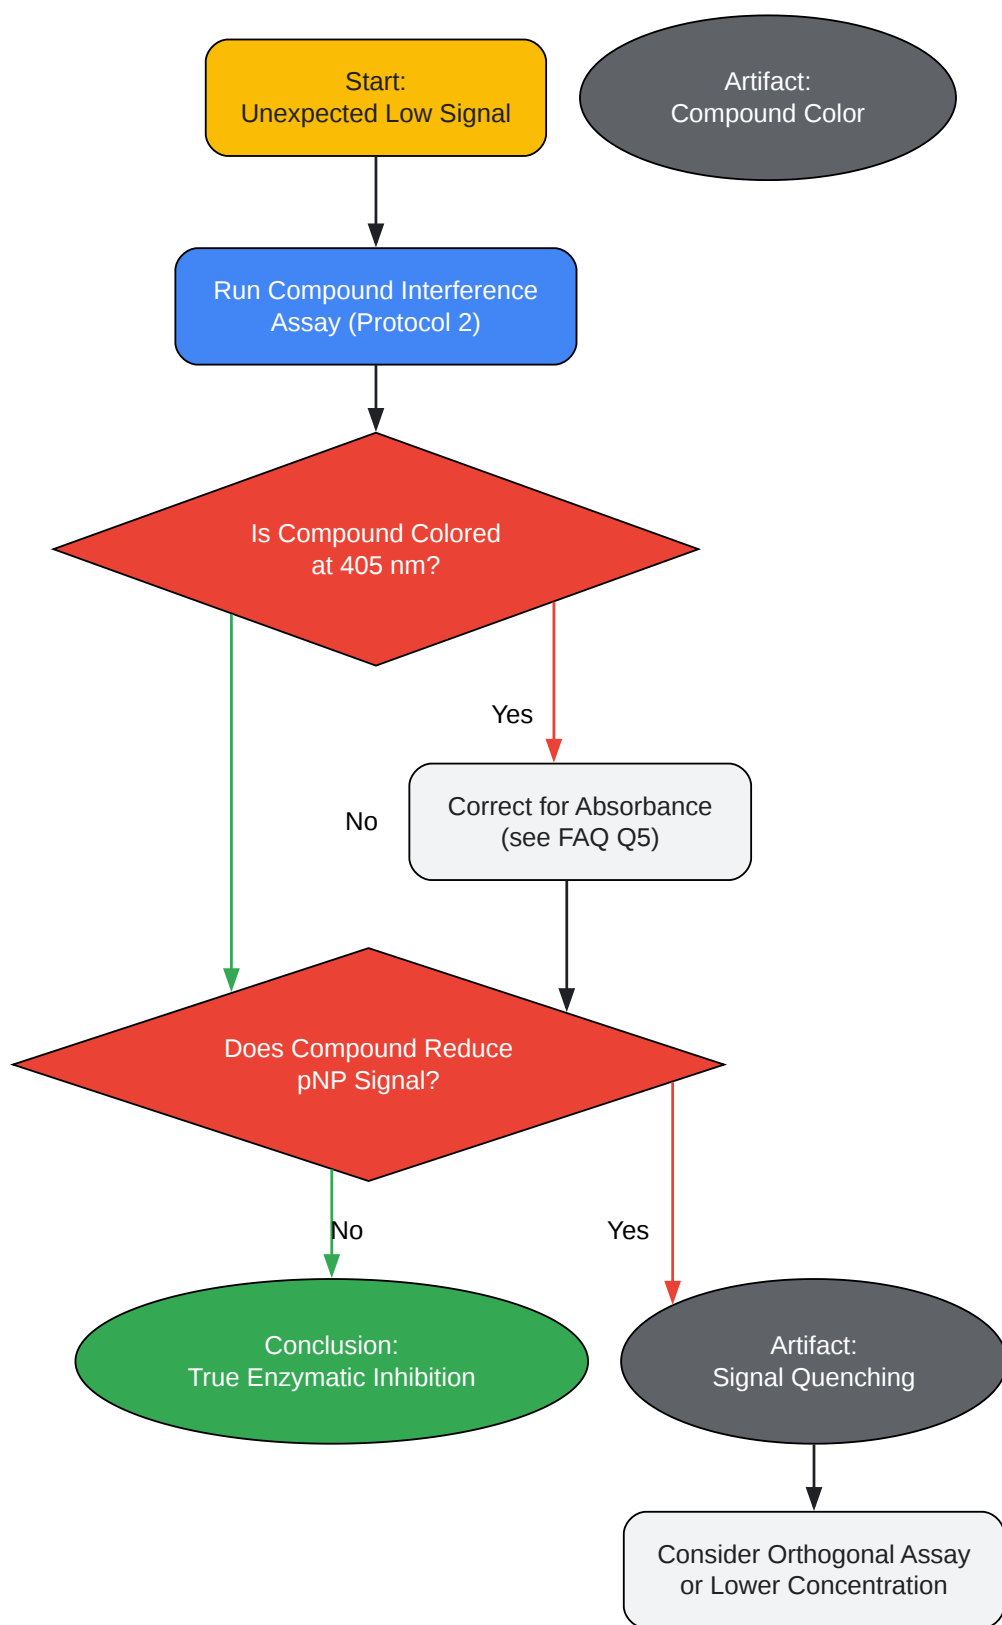 Start:
Unexpected Low Signal
Artifact:
Compound Color
Run Compound Interference
Assay (Protocol 2)
Is Compound Colored
at 405 nm?
Yes
No
Correct for Absorbance
(see FAQ Q5)
Does Compound Reduce
pNP Signal?
No
Yes
Conclusion:
True Enzymatic Inhibition
Artifact:
Signal Quenching
Consider Orthogonal Assay
or Lower Concentration